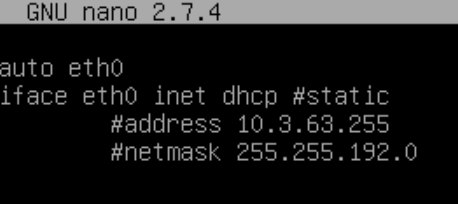 GNU nano 2.7.4
auto eth0
iface eth0 inet dhcp #static
#address 10.3.63.255
#netmask 255.255.192.0